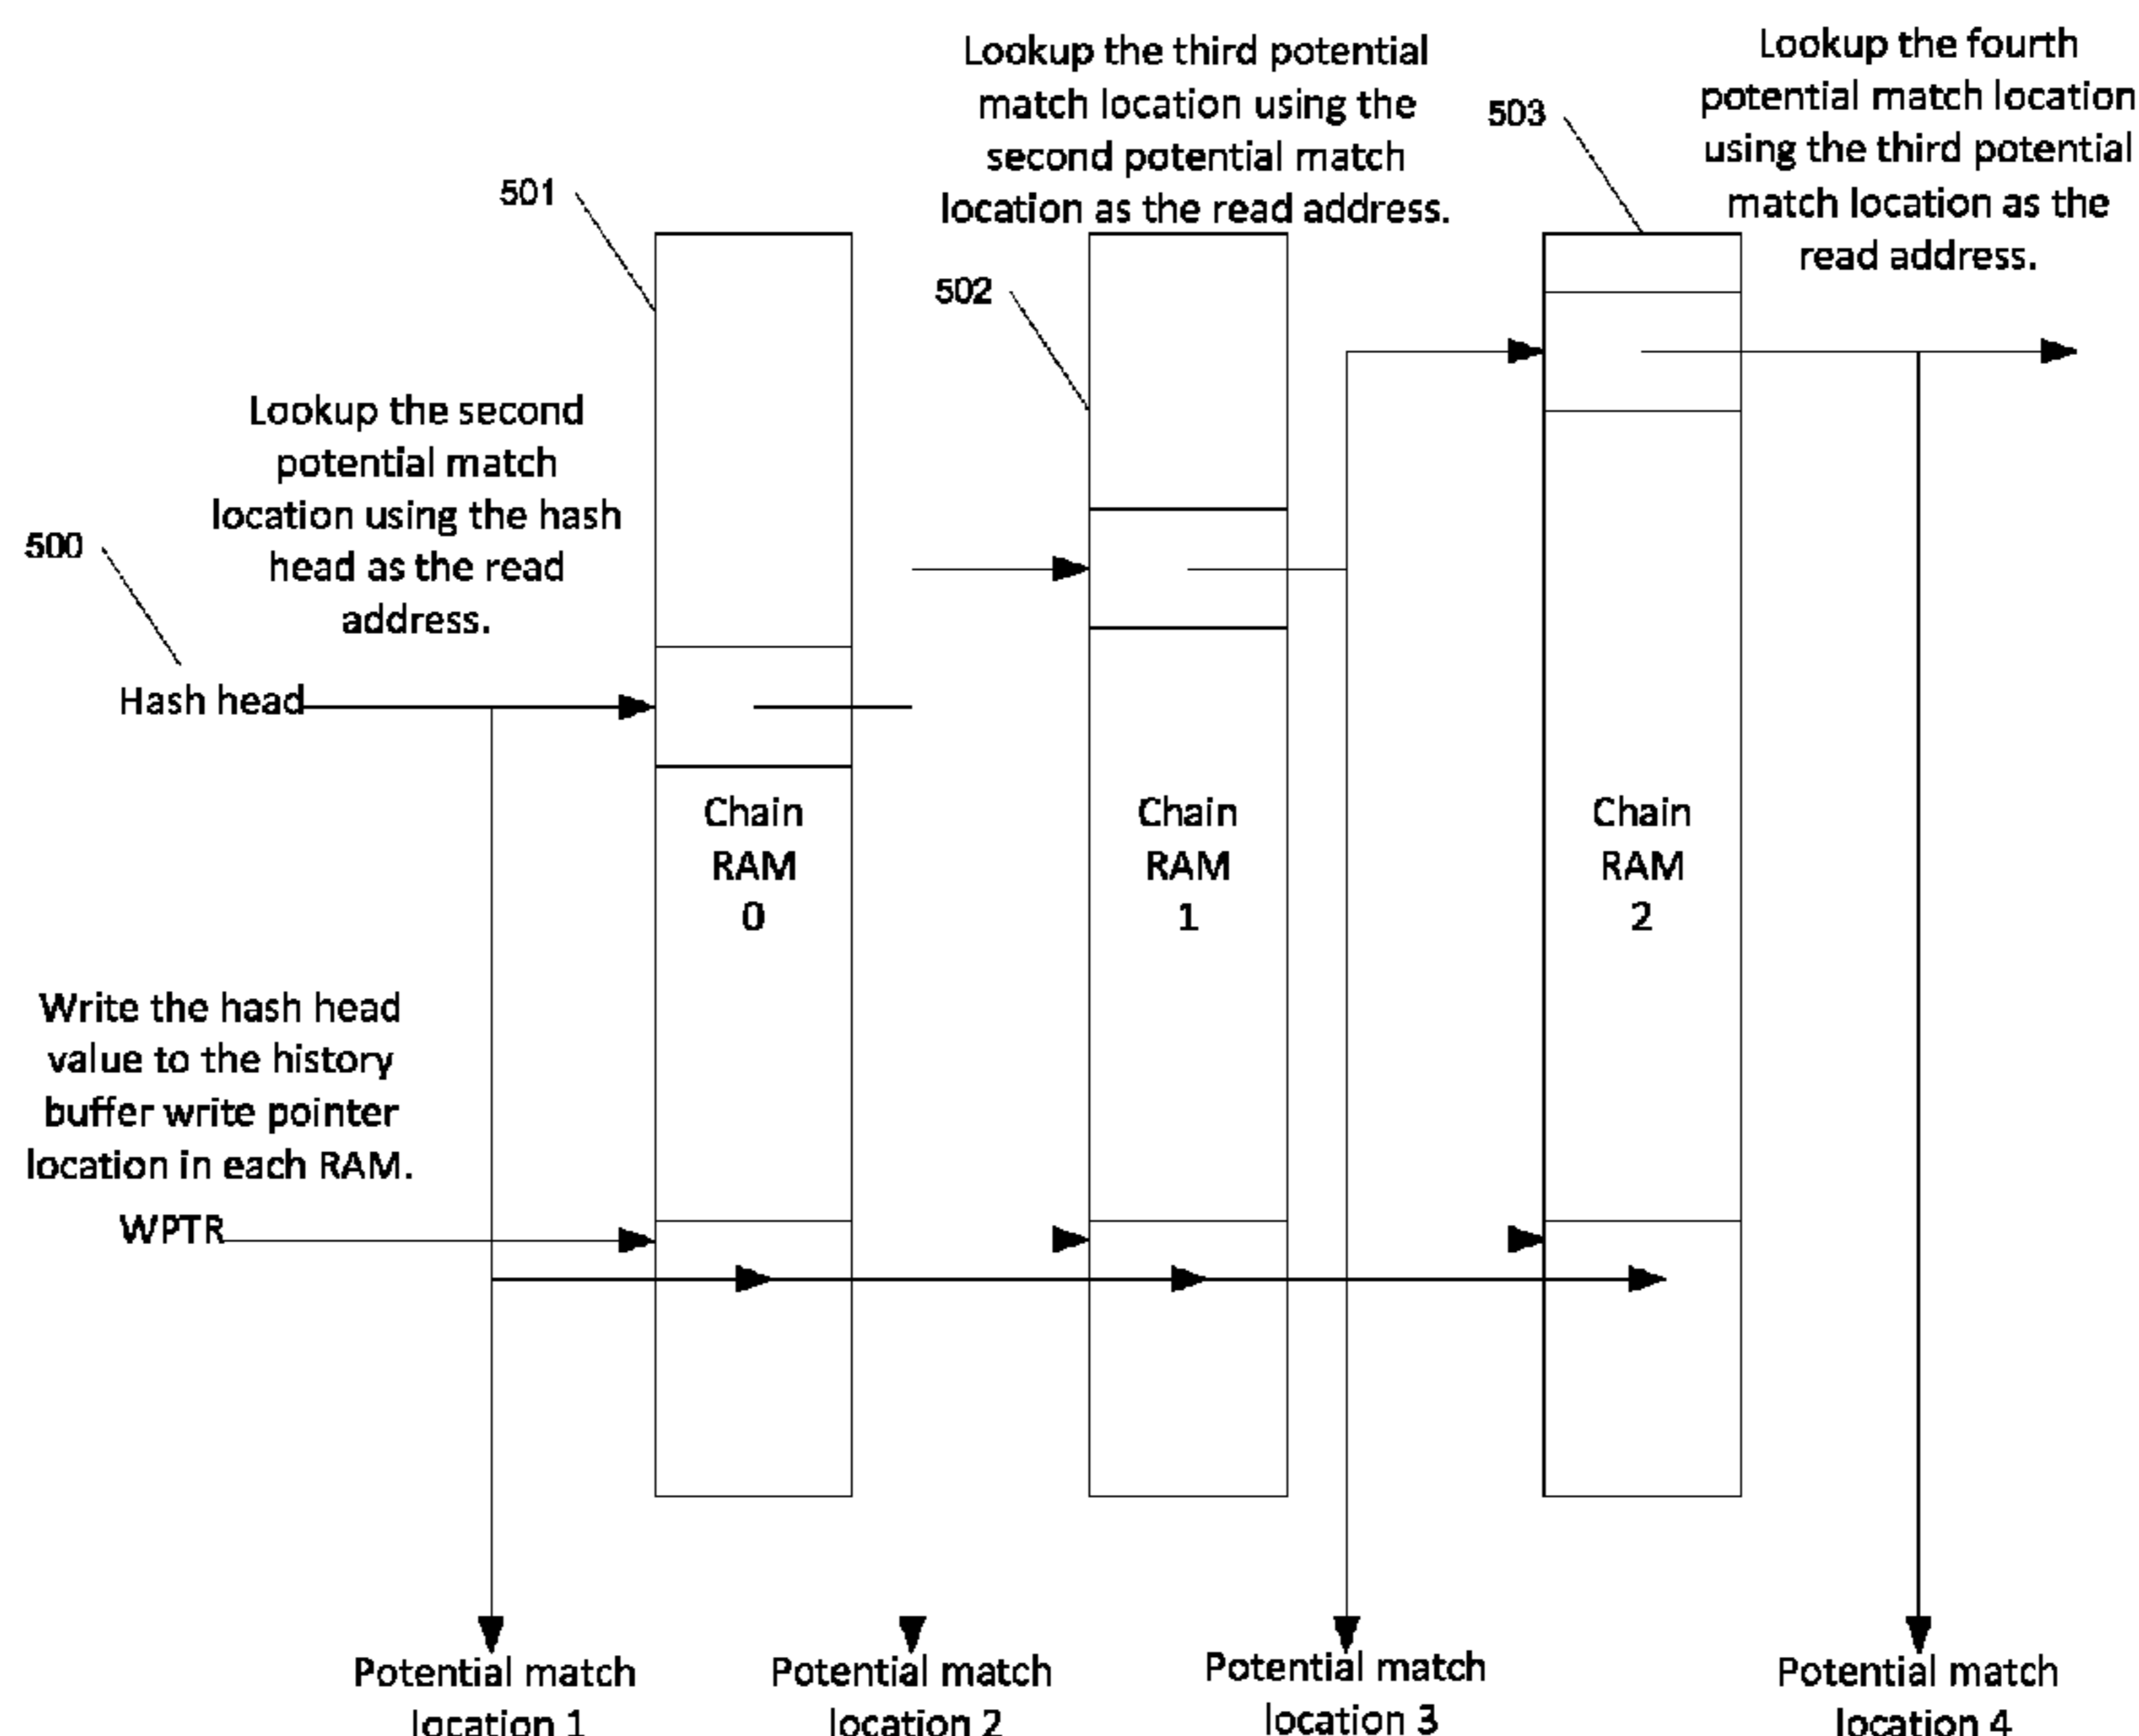 Lookup the third potential
match location using the
second potential match
location as the read address.
Lookup the fourth
potential match location
using the third potential
match location as the
read address.
503
501
502
Lookup the second
potential match
location using the hash
head as the read
address.
500
Hash head
Chain
RAM
0
Chain
RAM
1
Chain
RAM
2
Write the hash head
value to the history
buffer write pointer
location in each RAM.
WPTR
Potential match
location 1
Potential match
location 2
Potential match
location 3
Potential match
location 4